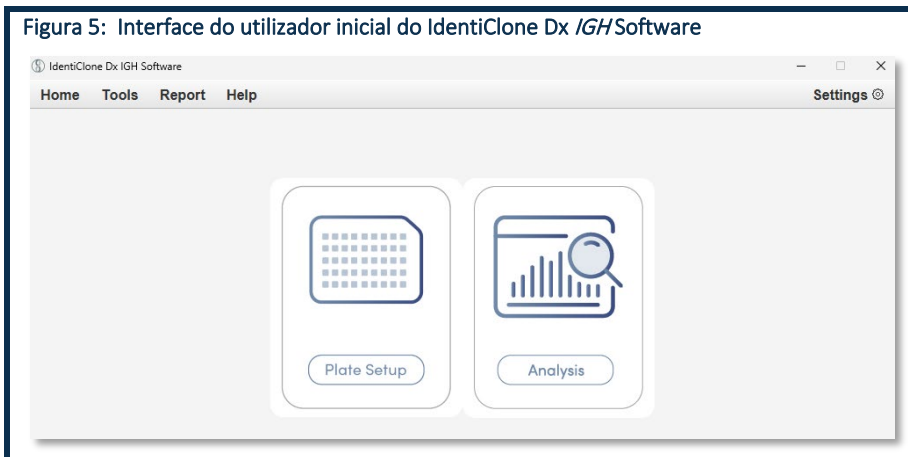 Figura 5: Interface do utilizador inicial do IdentiClone Dx IGH Software
IdentiClone Dx IGH Software
Home Tools Report Help Settings
Plate Setup Analysis